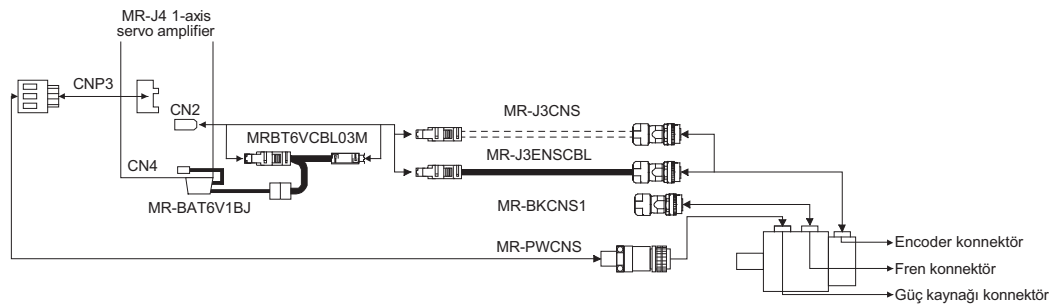 MR-J4 1-axis
servo amplifier
CNP3
CN2
MR-J3CNS
MRBT6VCBL03M
MR-J3ENSCBL
CN4
MR-BAT6V1BJ
MR-BKCNS1
MR-PWCNS
Encoder konnektör
Fren konnektör
Güç kaynağı konnektör